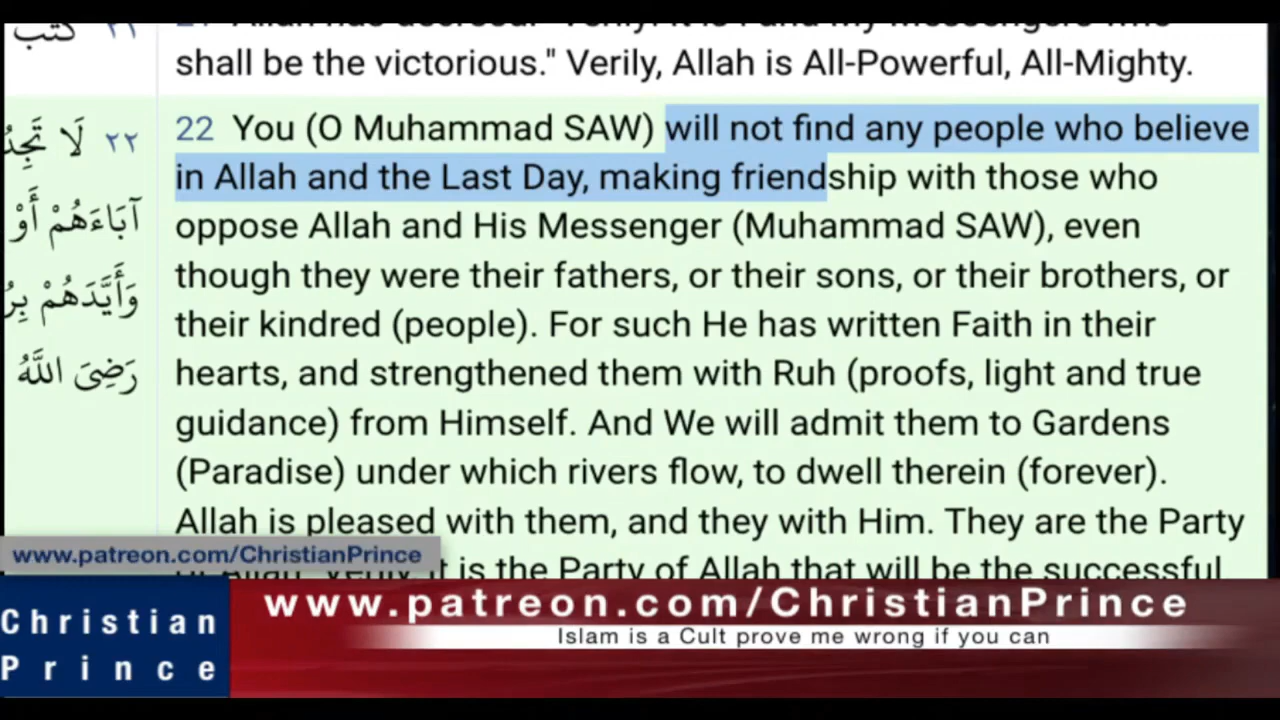 shall be the victorious." Verily, Allah is All-Powerful, All-Mighty.
22 You (O Muhammad SAW) will not find any people who believe
in Allah and the Last Day, making friendship with those who
oppose Allah and His Messenger (Muhammad SAW), even
though they were their fathers, or their sons, or their brothers, or
their kindred (people). For such He has written Faith in their
hearts, and strengthened them with Ruh (proofs, light and true
guidance) from Himself. And We will admit them to Gardens
(Paradise) under which rivers flow, to dwell therein (forever).
Allah is pleased with them, and they with Him. They are the Party
of Allah. Verily, it is the Party of Allah that will be the successful
٢٢ لَا تَجِدُ
آبَاءَهُمْ أَوْ
وَأَيَّدَهُمْ
رَضِىَ اللَّهُ
www.patreon.com/ChristianPrince
Christian
Prince
www.patreon.com/ChristianPrince
Islam is a Cult prove me wrong if you can